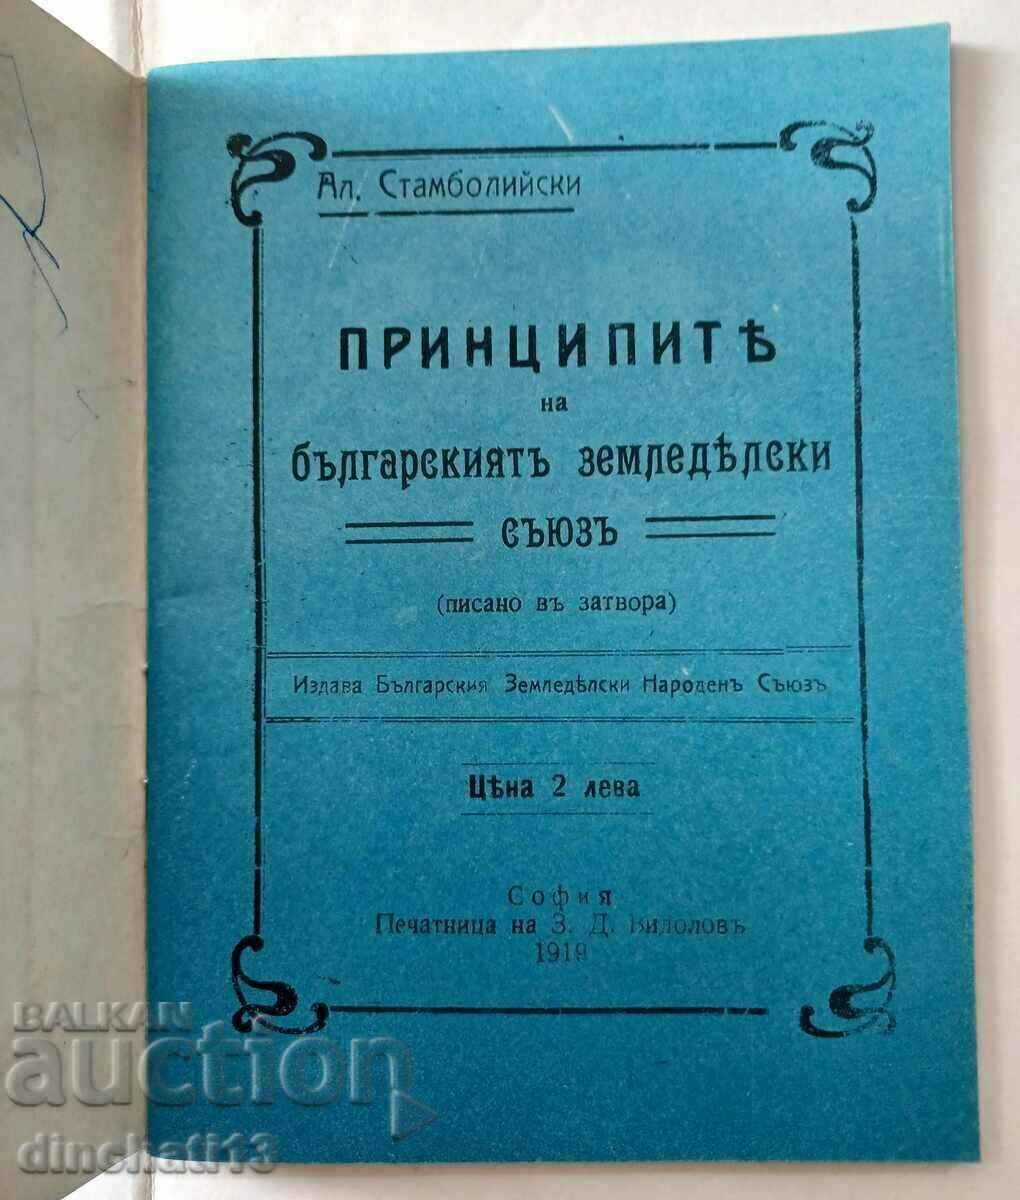 Ал. Стамболийски
ПРИНЦИПИТѢ
на
българскиятъ земледѣлски
съюзъ
(писано въ затвора)
Издава Българския Земледѣлски Народенъ Съюзъ
Цѣна 2 лева
София
Печатница на З. Д. Видоловъ
1919
BALKAN
auction
dinchati13